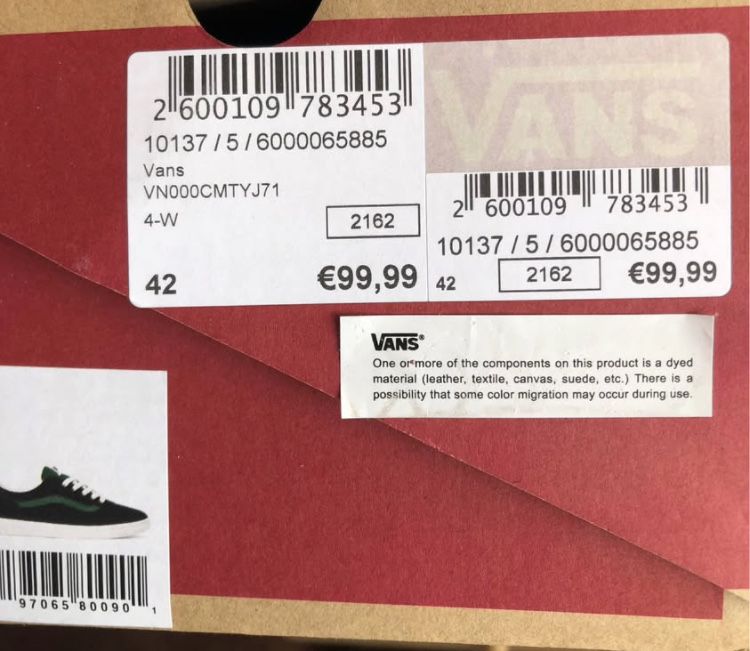 2 600109 783453
10137 / 5 / 6000065885
Vans
VN000CMTYJ71
4-W
2162
42
€99,99
VANS
2 600109 783453
10137 / 5 / 6000065885
42
2162
€99,99
VANS®
One or more of the components on this product is a dyed
material (leather, textile, canvas, suede, etc.) There is a
possibility that some color migration may occur during use.
97065 80090 1